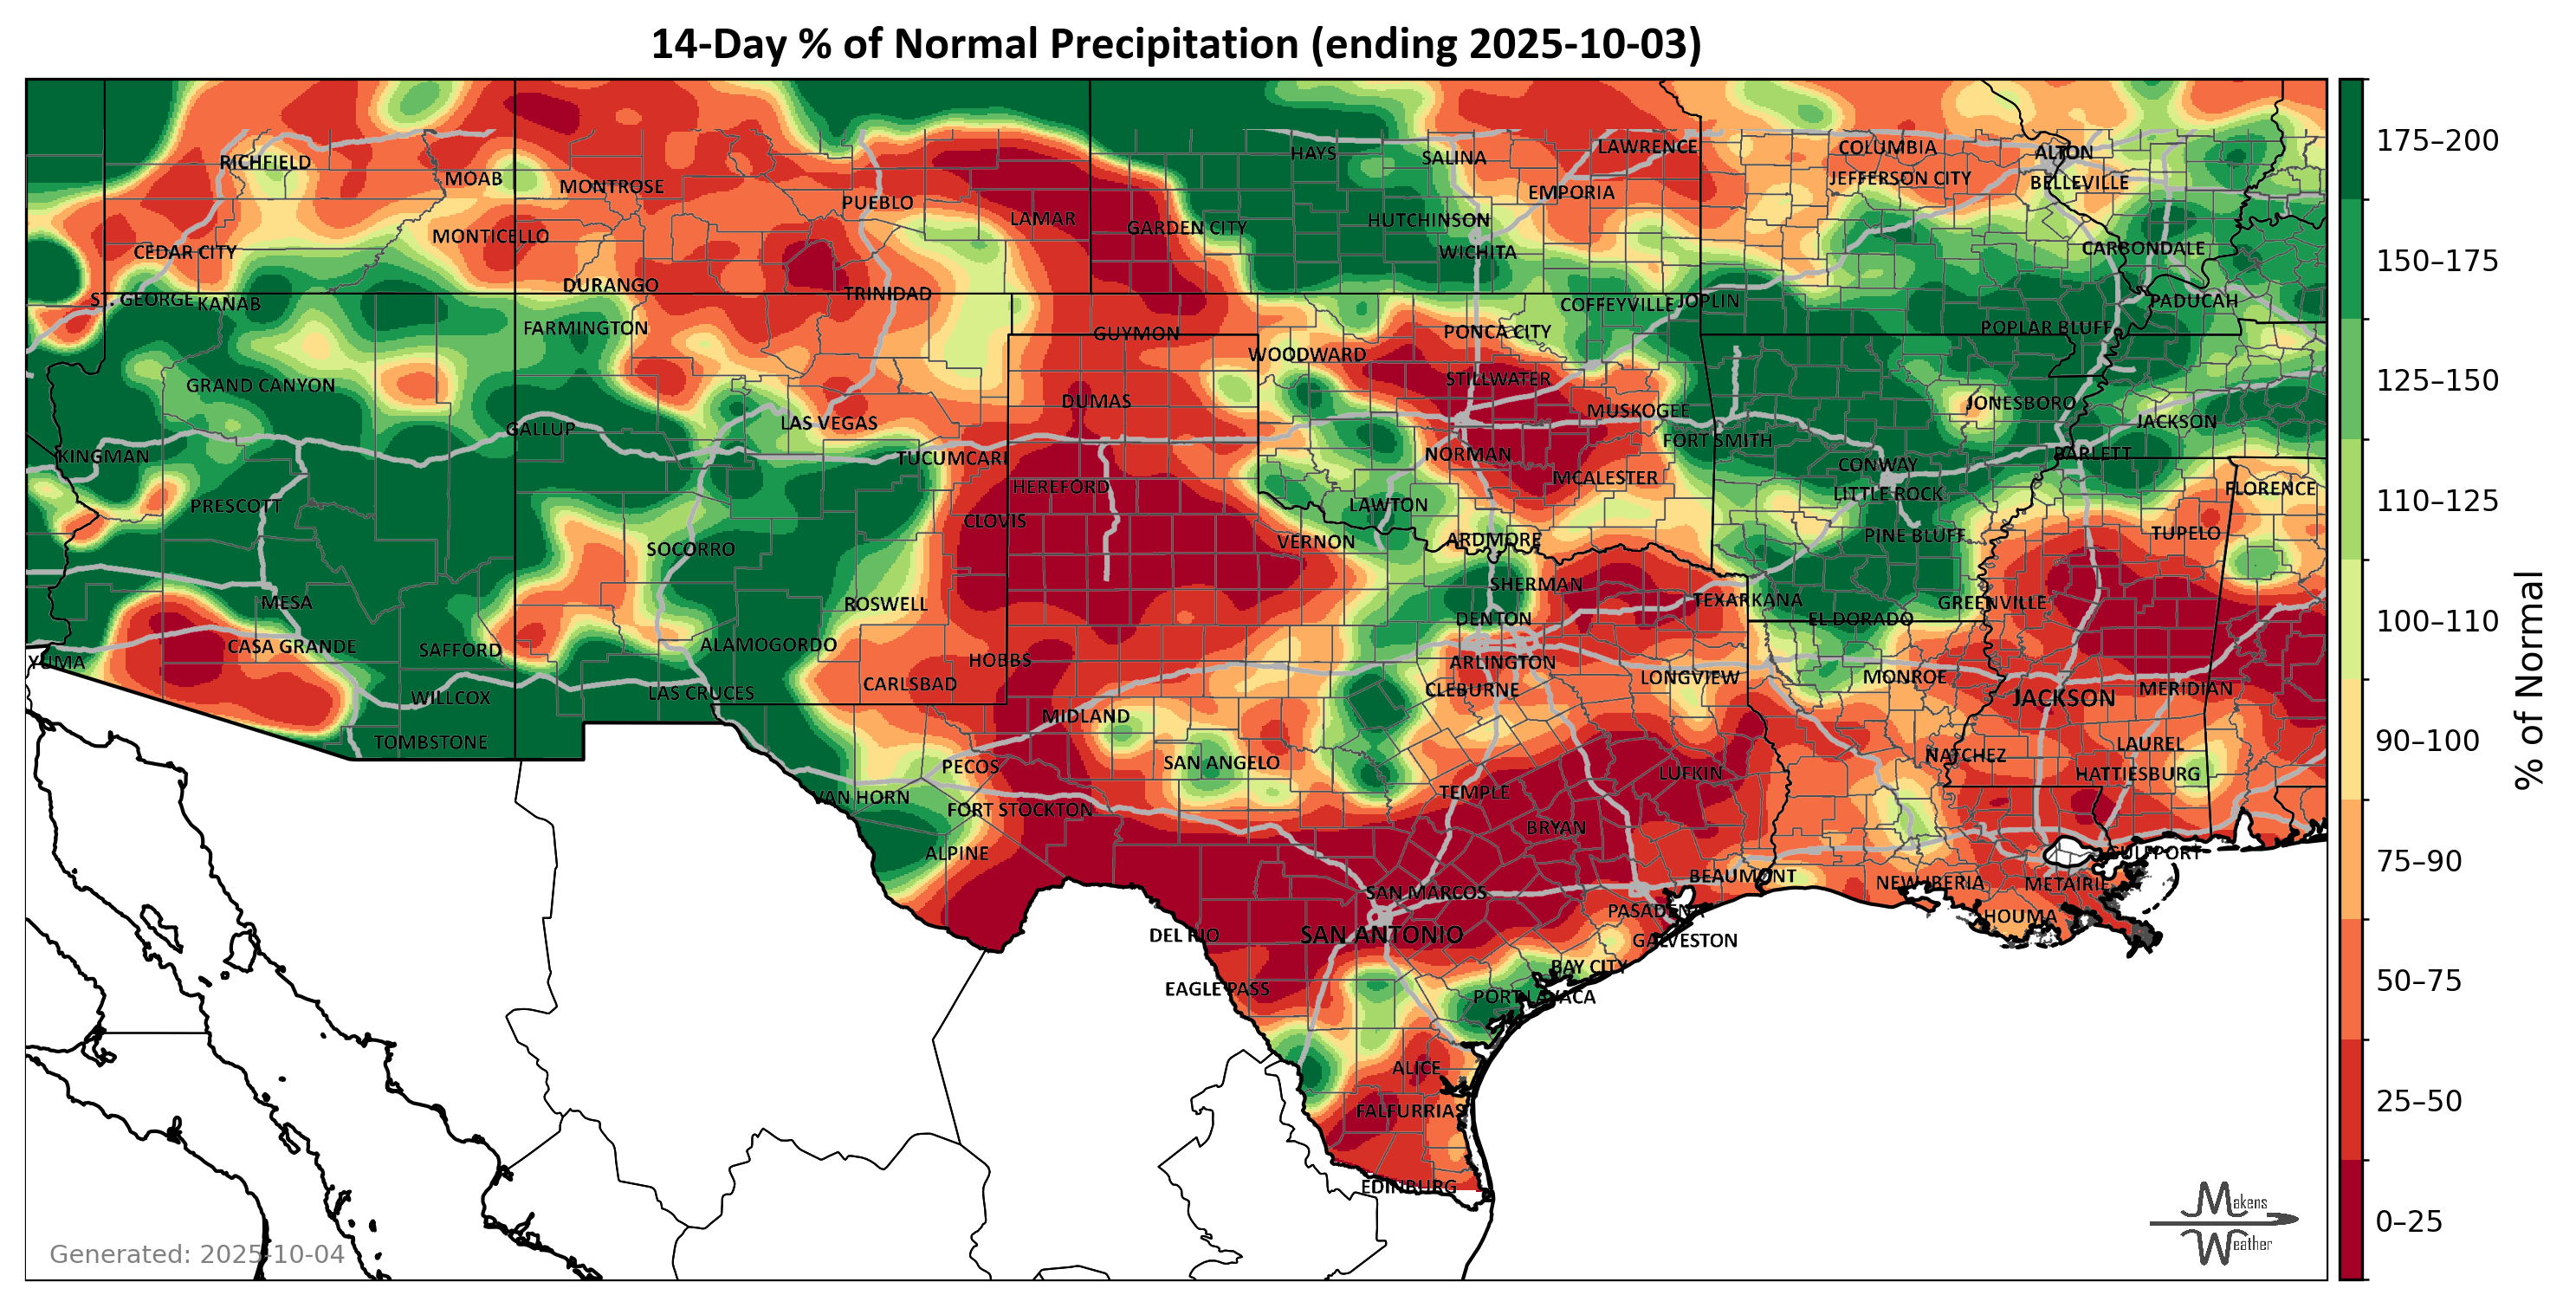 14-Day % of Normal Precipitation (ending 2025-10-03)
HAYS
SALINA
LAWRENCE
COLUMBIA
ALTON
RICHFIELD
MOAB
MONTROSE
EMPORIA
JEFFERSON CITY
BELLEVILLE
PUEBLO
LAMAR
GARDEN CITY
HUTCHINSON
MONTICELLO
CEDAR CITY
WICHITA
CARBONDALE
DURANGO
TRINIDAD
ST. GEORGE
KANAB
COFFEYVILLE
JOPLIN
PADUCAH
FARMINGTON
GUYMON
PONCA CITY
POPLAR BLUFF
WOODWARD
GRAND CANYON
STILLWATER
DUMAS
MUSKOGEE
JONESBORO
GALLUP
LAS VEGAS
FORT SMITH
JACKSON
KINGMAN
TUCUMCARI
NORMAN
CONWAY
BARLETT
PRESCOTT
HEREFORD
MCALESTER
LITTLE ROCK
FLORENCE
LAWTON
CLOVIS
SOCORRO
VERNON
ARDMORE
PINE BLUFF
TUPELO
SHERMAN
MESA
ROSWELL
TEXARKANA
GREENVILLE
DENTON
EL DORADO
CASA GRANDE
SAFFORD
ALAMOGORDO
YUMA
HOBBS
ARLINGTON
WILLCOX
LAS CRUCES
CARLSBAD
CLEBURNE
LONGVIEW
MONROE
JACKSON
MERIDIAN
TOMBSTONE
MIDLAND
NATCHEZ
LAUREL
PECOS
SAN ANGELO
LUFKIN
HATTIESBURG
VAN HORN
FORT STOCKTON
TEMPLE
BRYAN
ALPINE
GULFPORT
SAN MARCOS
BEAUMONT
NEW IBERIA
METAIRIE
PASADENA
HOUMA
DEL RIO
SAN ANTONIO
GALVESTON
BAY CITY
EAGLE PASS
PORT LAVACA
ALICE
FALFURRIAS
EDINBURG
Generated: 2025-10-04
Makens
Weather
175–200
150–175
125–150
110–125
100–110
90–100
75–90
50–75
25–50
0–25
% of Normal